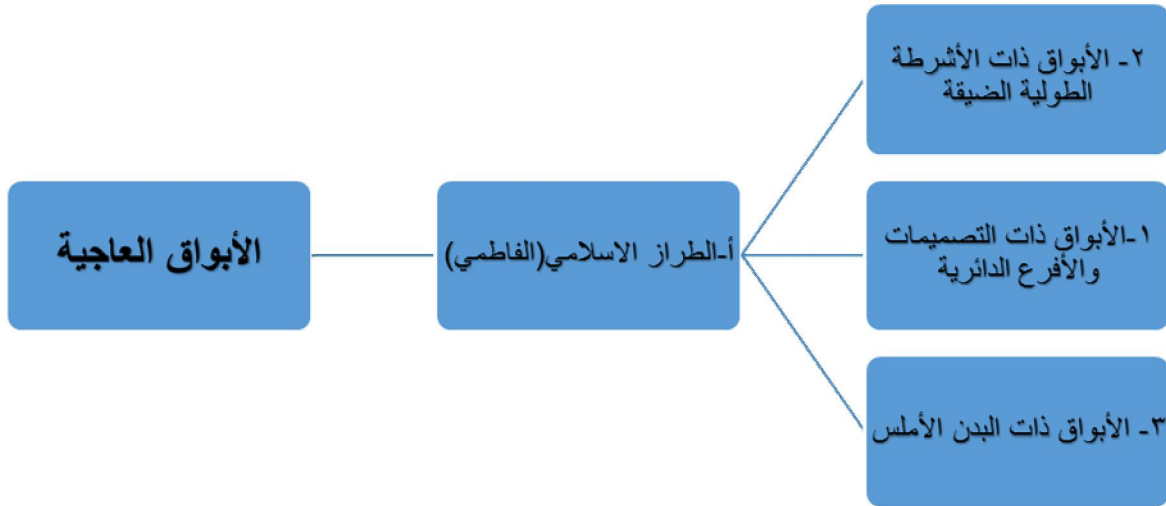 ٢- الأبواق ذات الأشرطة
الطولية الضيقة
الأبواق العاجية
أ-الطراز الاسلامي(الفاطمي)
١-الأبواق ذات التصميمات
والأفرع الدائرية
٣- الأبواق ذات البدن الأملس